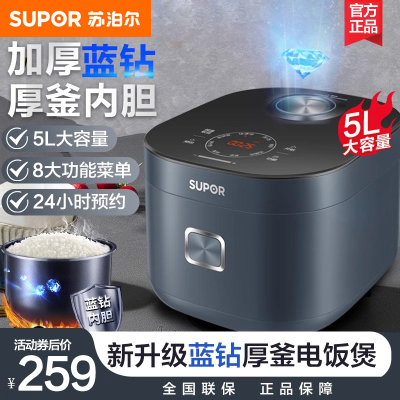 SUPOR 苏泊尔
官方
正品
加厚蓝钻
厚釜内胆
5L大容量
8大功能菜单
24小时预约
5L
大容量
SUPOR
蓝钻
内胆
活动券后价
¥259
新升级蓝钻厚釜电饭煲
全国联保 正品保障